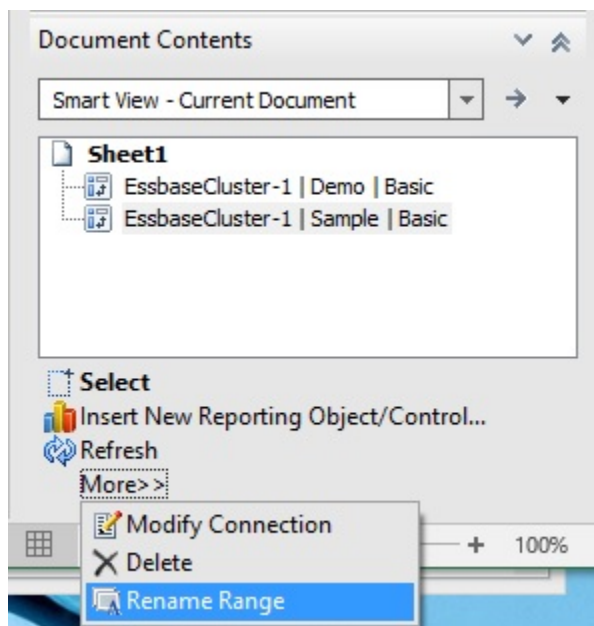 Document Contents
Smart View - Current Document
Sheet1
EssbaseCluster-1 | Demo | Basic
EssbaseCluster-1 | Sample | Basic
Select
Insert New Reporting Object/Control...
Refresh
More>>
Modify Connection
100%
Delete
Rename Range